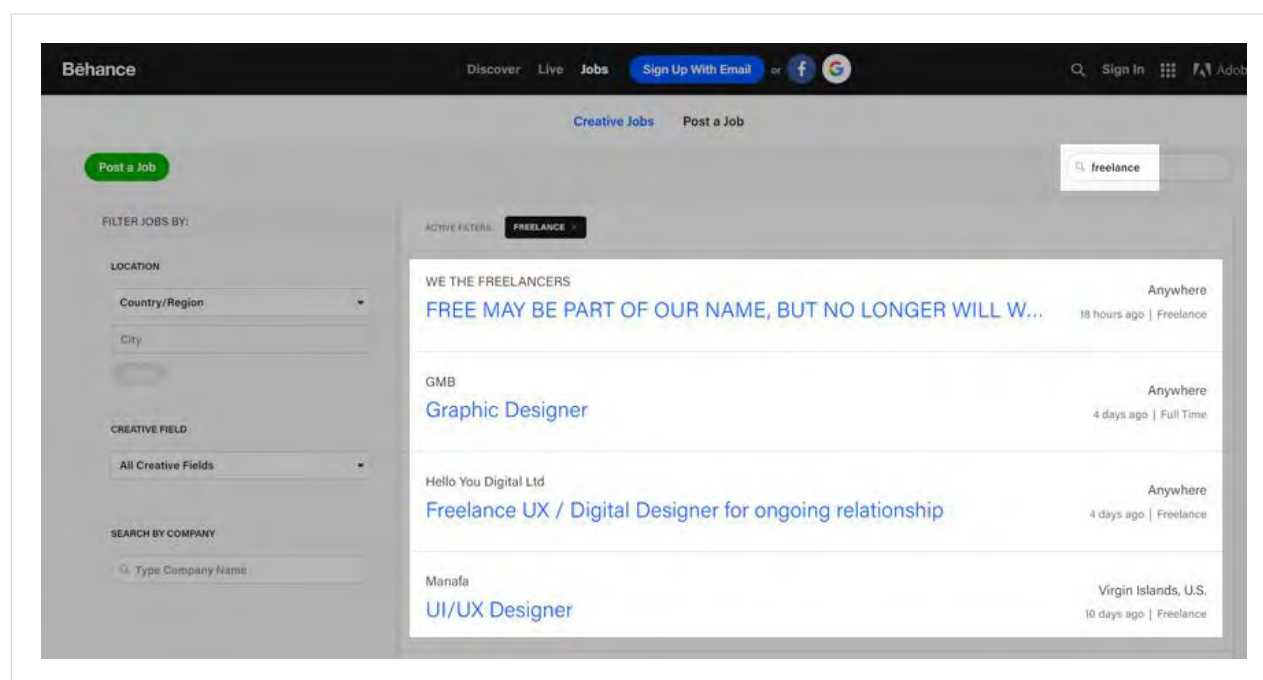 Bēhance
Discover Live Jobs Sign Up With Email or f G
Sign In Adob
Creative Jobs Post a Job
Post a Job
freelance
FILTER JOBS BY:
ACTIVE FILTERS: FREELANCE ×
LOCATION
Country/Region
City
CREATIVE FIELD
All Creative Fields
SEARCH BY COMPANY
Type Company Name
WE THE FREELANCERS
FREE MAY BE PART OF OUR NAME, BUT NO LONGER WILL W...
Anywhere
18 hours ago | Freelance
GMB
Graphic Designer
Anywhere
4 days ago | Full Time
Hello You Digital Ltd
Freelance UX / Digital Designer for ongoing relationship
Anywhere
4 days ago | Freelance
Manafa
UI/UX Designer
Virgin Islands, U.S.
10 days ago | Freelance